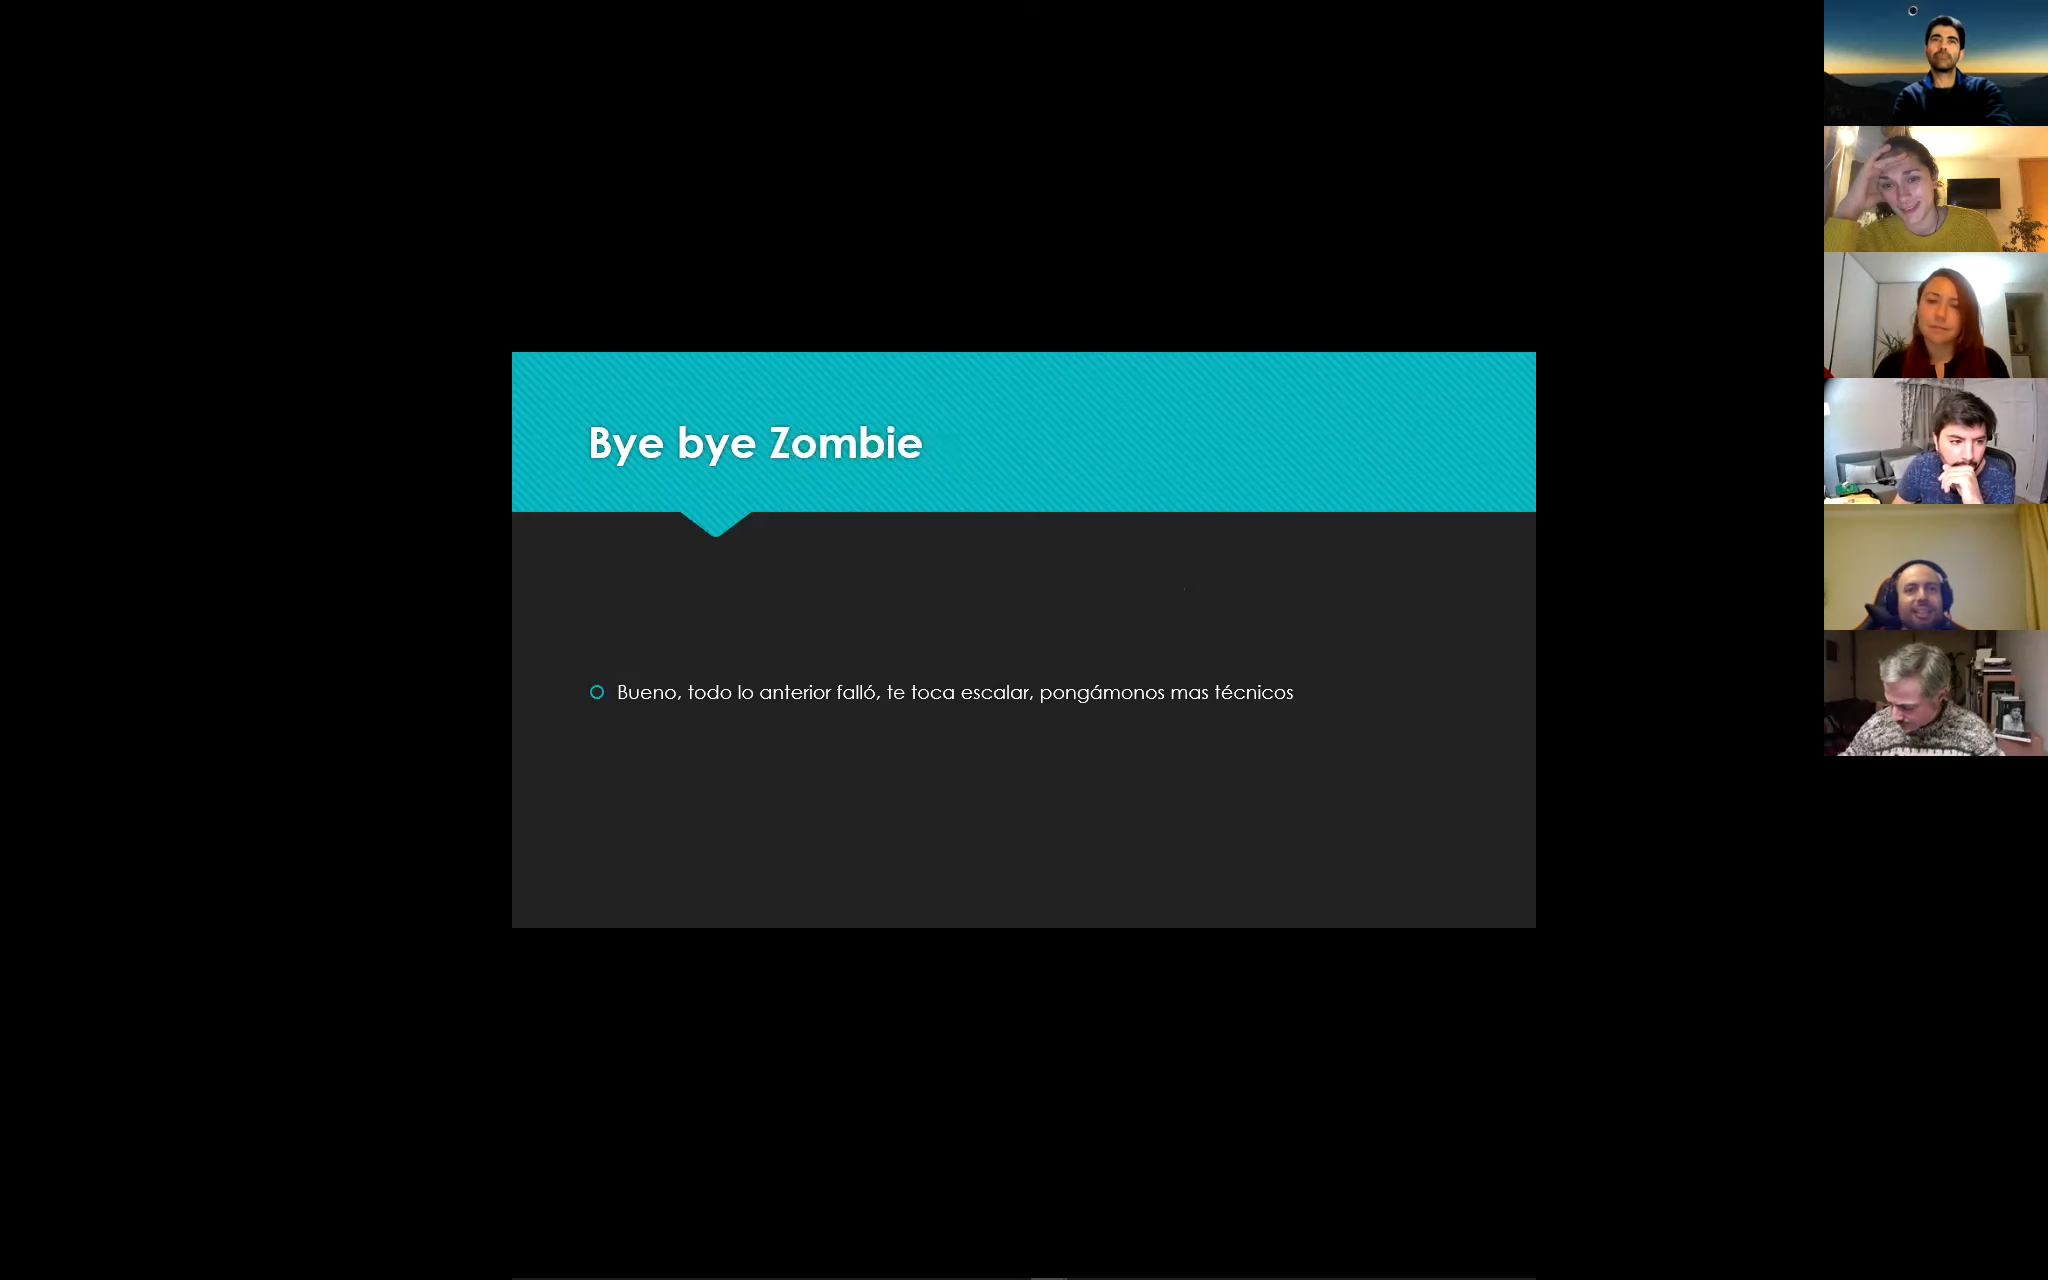 Bye bye Zombie
Bueno, todo lo anterior falló, te toca escalar, pongámonos mas técnicos